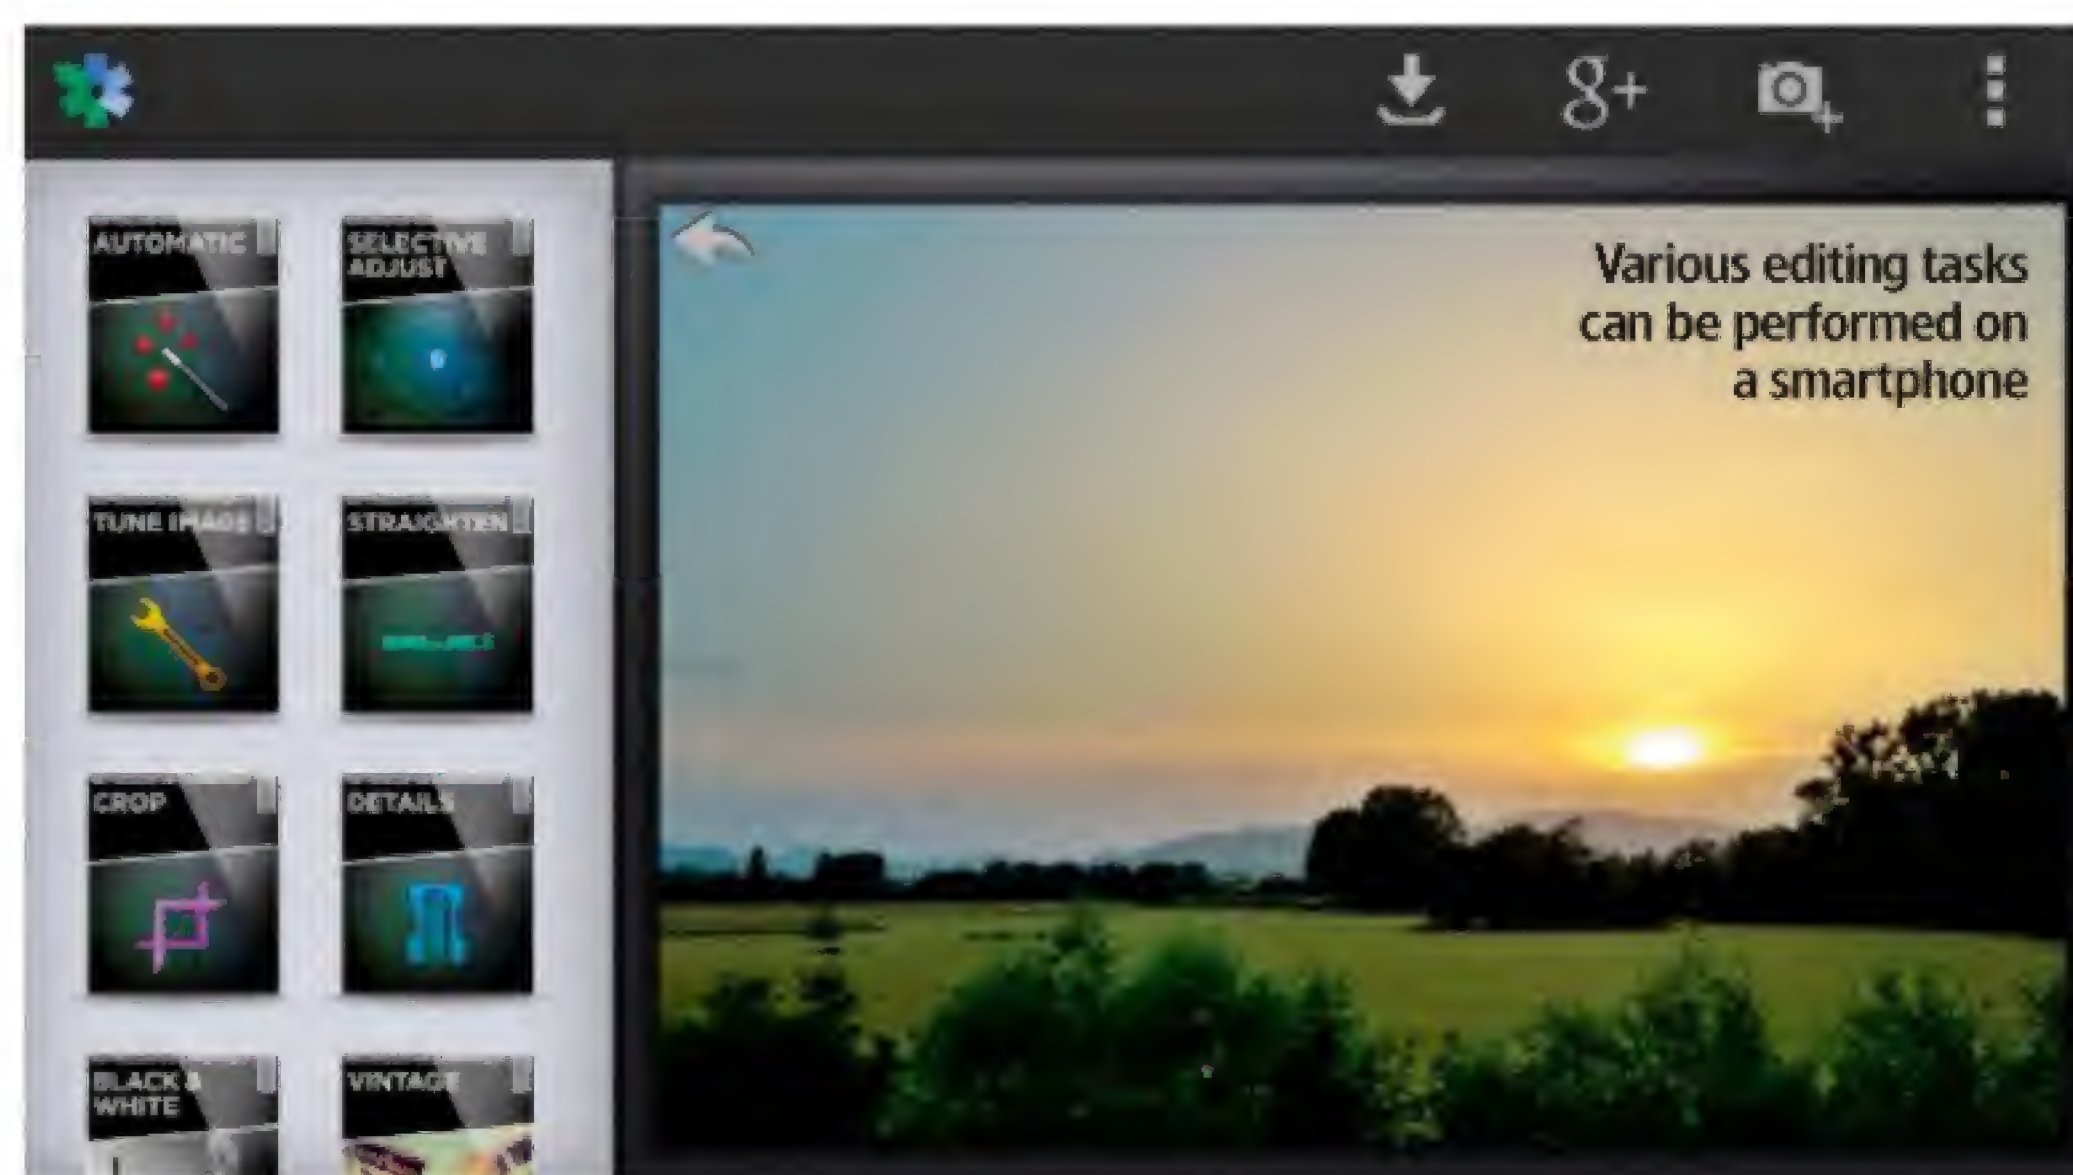 g+
AUTOMATIC
SELECTIVE
ADJUST
Various editing tasks
can be performed on
a smartphone
TUNE IMAGE
STRAIGHTEN
CROP
DETAILS
BLACK &
WHITE
VINTAGE